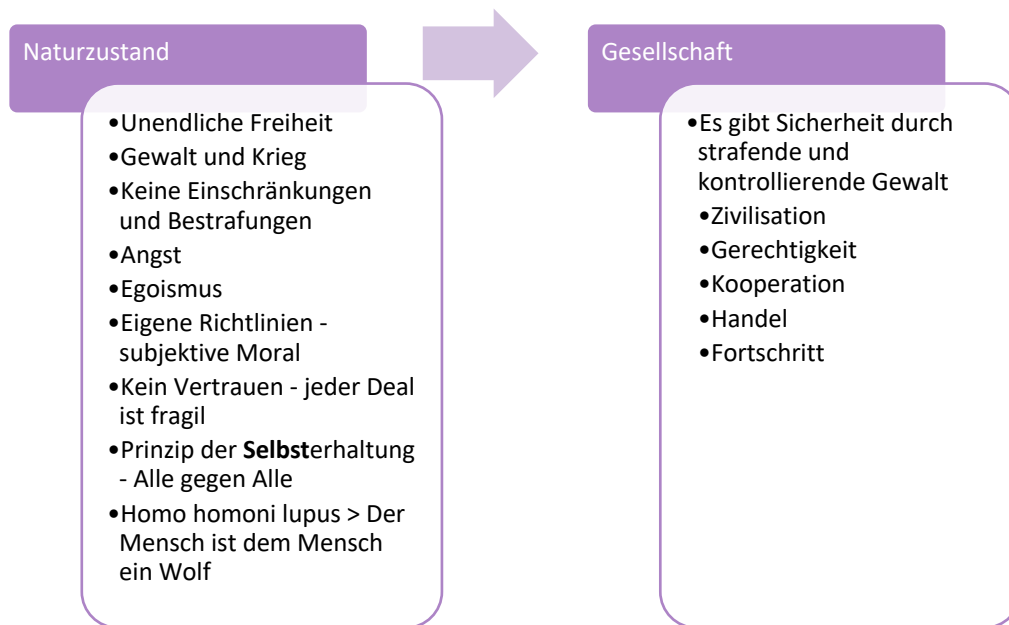 Naturzustand
•Unendliche Freiheit
•Gewalt und Krieg
•Keine Einschränkungen
und Bestrafungen
•Angst
•Egoismus
•Eigene Richtlinien -
subjektive Moral
•Kein Vertrauen - jeder Deal
ist fragil
•Prinzip der Selbsterhaltung
- Alle gegen Alle
•Homo homoni lupus > Der
Mensch ist dem Mensch
ein Wolf
Gesellschaft
•Es gibt Sicherheit durch
strafende und
kontrollierende Gewalt
•Zivilisation
•Gerechtigkeit
•Kooperation
•Handel
•Fortschritt